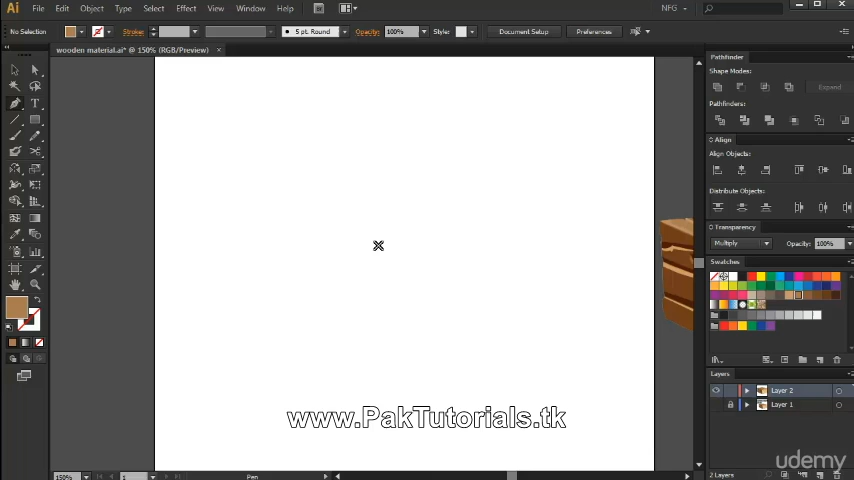 Ai File Edit Object Type Select Effect View Window Help NFG
No Selection Stroke: 5 pt. Round Opacity: 100% Style: Document Setup Preferences
wooden material.ai* @ 150% (RGB/Preview) ×
Pathfinder
Shape Modes:
Expand
Pathfinders:
Align
Align Objects:
Distribute Objects:
Transparency
Multiply Opacity: 100%
Swatches
Layers
Layer 2
Layer 1
www.PakTutorials.tk
udemy
150% 1 Pen 2 Layers